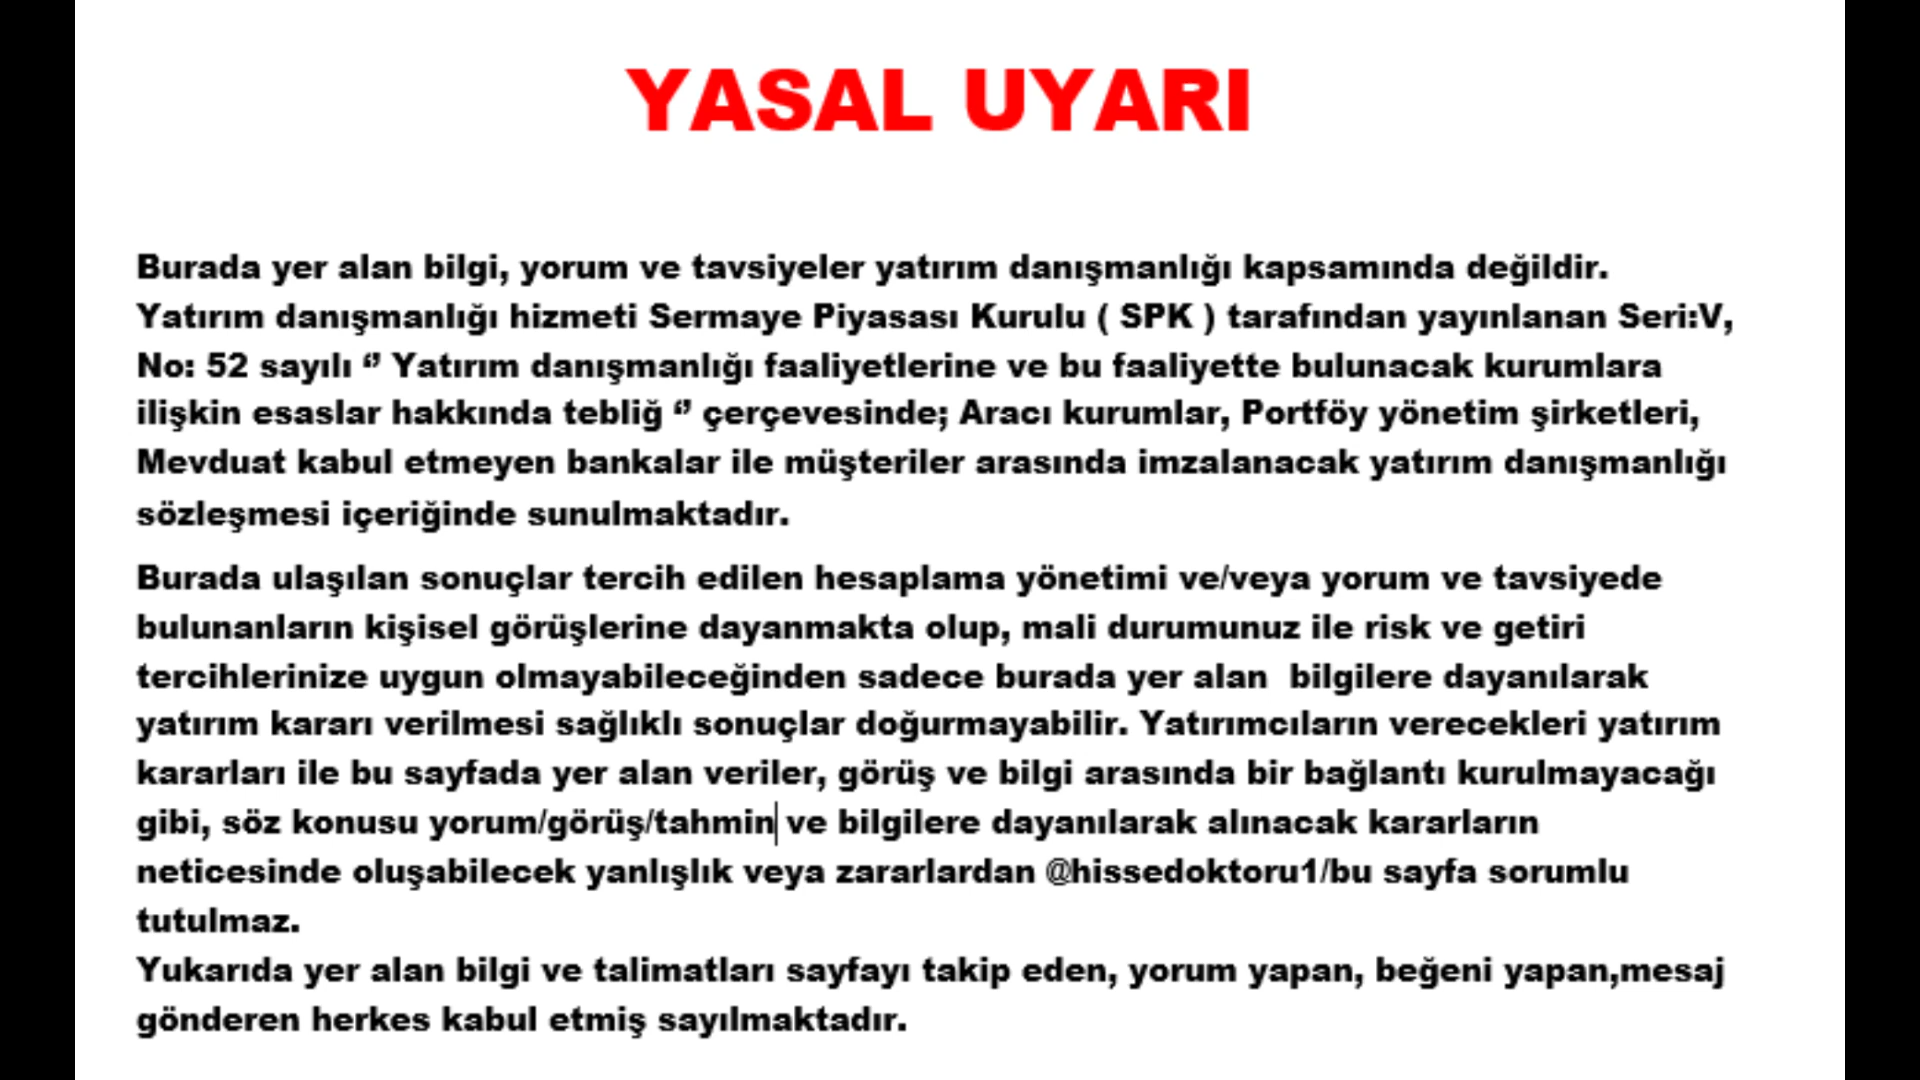 YASAL UYARI
Burada yer alan bilgi, yorum ve tavsiyeler yatırım danışmanlığı kapsamında değildir.
Yatırım danışmanlığı hizmeti Sermaye Piyasası Kurulu ( SPK ) tarafından yayınlanan Seri:V,
No: 52 sayılı ‘’ Yatırım danışmanlığı faaliyetlerine ve bu faaliyette bulunacak kurumlara
ilişkin esaslar hakkında tebliğ ‘’ çerçevesinde; Aracı kurumlar, Portföy yönetim şirketleri,
Mevduat kabul etmeyen bankalar ile müşteriler arasında imzalanacak yatırım danışmanlığı
sözleşmesi içeriğinde sunulmaktadır.
Burada ulaşılan sonuçlar tercih edilen hesaplama yönetimi ve/veya yorum ve tavsiyede
bulunanların kişisel görüşlerine dayanmakta olup, mali durumunuz ile risk ve getiri
tercihlerinize uygun olmayabileceğinden sadece burada yer alan  bilgilere dayanılarak
yatırım kararı verilmesi sağlıklı sonuçlar doğurmayabilir. Yatırımcıların verecekleri yatırım
kararları ile bu sayfada yer alan veriler, görüş ve bilgi arasında bir bağlantı kurulmayacağı
gibi, söz konusu yorum/görüş/tahmin ve bilgilere dayanılarak alınacak kararların
neticesinde oluşabilecek yanlışlık veya zararlardan @hissedoktoru1/bu sayfa sorumlu
tutulmaz.
Yukarıda yer alan bilgi ve talimatları sayfayı takip eden, yorum yapan, beğeni yapan,mesaj
gönderen herkes kabul etmiş sayılmaktadır.